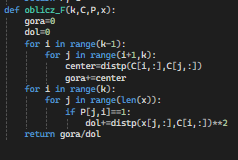 def oblicz_F(k,C,P,x):
    gora=0
    dol=0
    for i in range(k-1):
        for j in range(i+1,k):
            center=distp(C[i,:],C[j,:])
            gora+=center
    for i in range(k):
        for j in range(len(x)):
            if P[j,i]==1:
                dol+=distp(x[j,:],C[i,:])**2
    return gora/dol